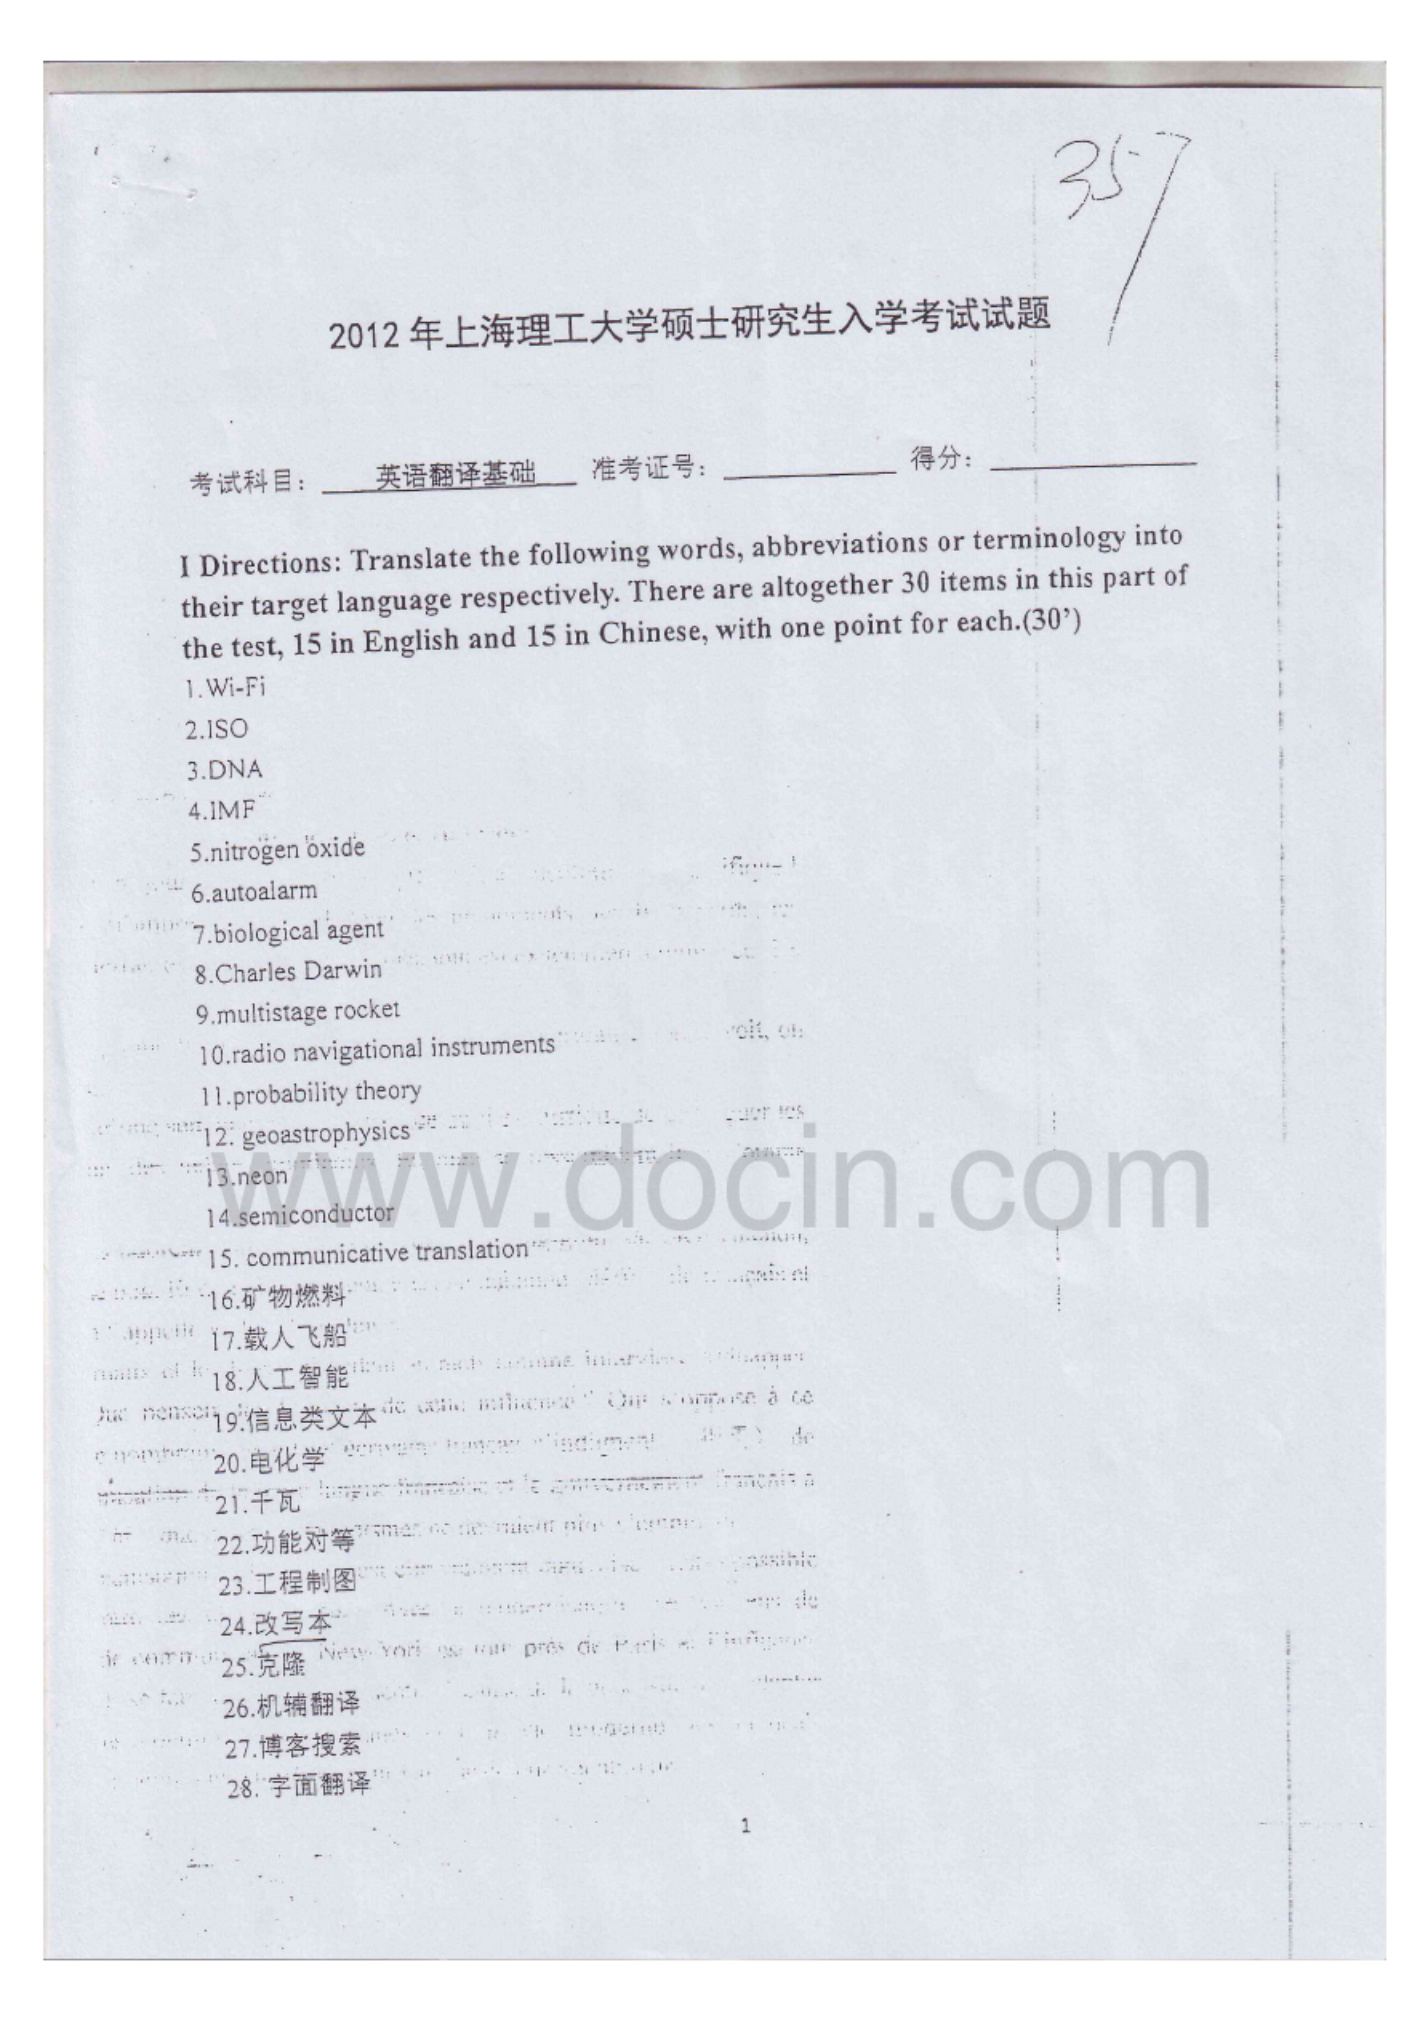 357
2012年上海理工大学硕士研究生入学考试试题
考试科目： 英语翻译基础 准考证号： 得分：
I Directions: Translate the following words, abbreviations or terminology into
their target language respectively. There are altogether 30 items in this part of
the test, 15 in English and 15 in Chinese, with one point for each.(30’)
1.Wi-Fi
2.ISO
3.DNA
4.IMF
5.nitrogen oxide
6.autoalarm
7.biological agent
8.Charles Darwin
9.multistage rocket
10.radio navigational instruments
11.probability theory
12. geoastrophysics
13.neon
www.docin.com
14.semiconductor
15. communicative translation
16.矿物燃料
17.载人飞船
18.人工智能
19.信息类文本
20.电化学
21.千瓦
22.功能对等
23.工程制图
24.改写本
25.克隆
26.机辅翻译
27.博客搜索
28. 字面翻译
1